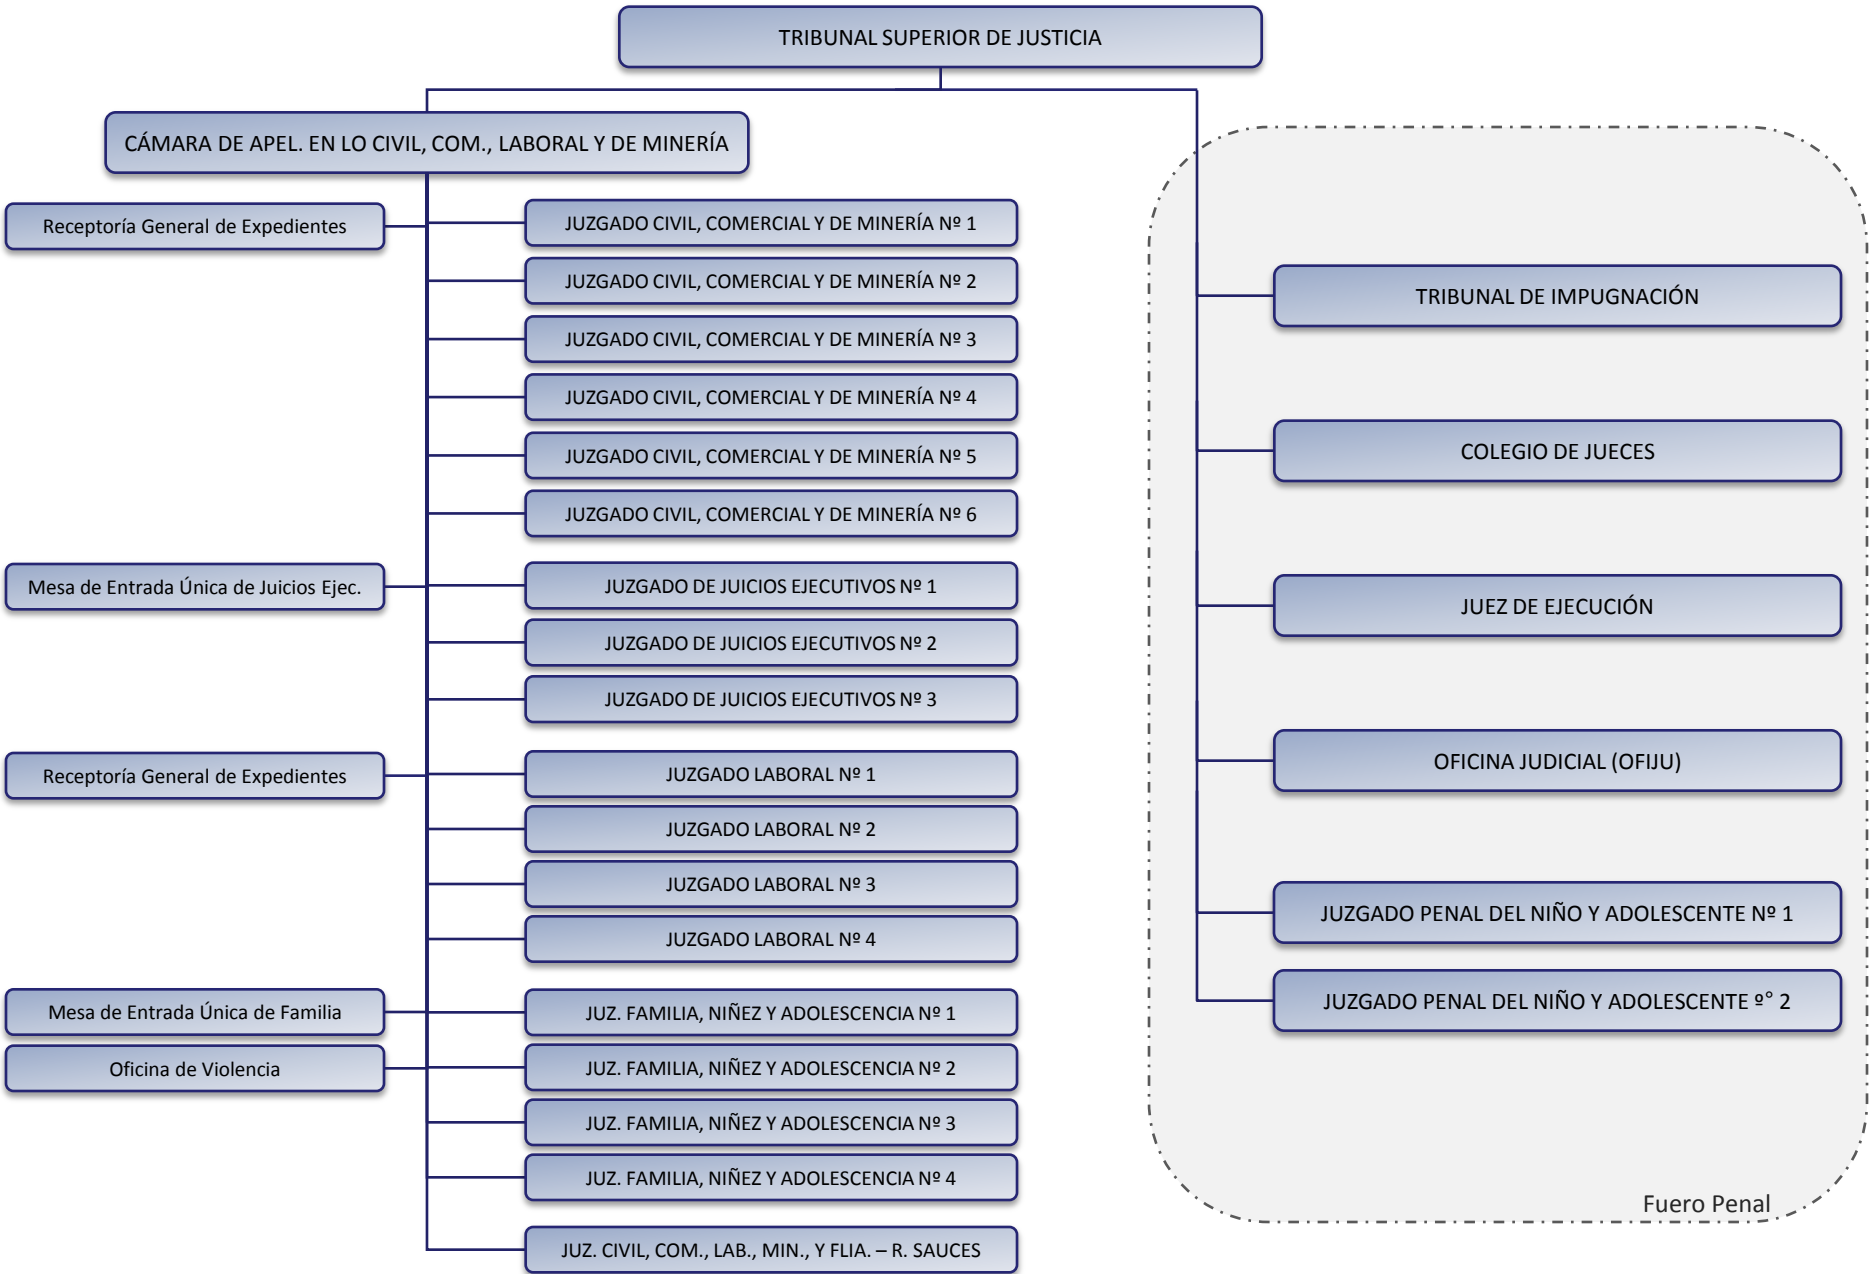 TRIBUNAL SUPERIOR DE JUSTICIA
CÁMARA DE APEL. EN LO CIVIL, COM., LABORAL Y DE MINERÍA
Receptoría General de Expedientes
JUZGADO CIVIL, COMERCIAL Y DE MINERÍA Nº 1
JUZGADO CIVIL, COMERCIAL Y DE MINERÍA Nº 2
JUZGADO CIVIL, COMERCIAL Y DE MINERÍA Nº 3
JUZGADO CIVIL, COMERCIAL Y DE MINERÍA Nº 4
JUZGADO CIVIL, COMERCIAL Y DE MINERÍA Nº 5
JUZGADO CIVIL, COMERCIAL Y DE MINERÍA Nº 6
Mesa de Entrada Única de Juicios Ejec.
JUZGADO DE JUICIOS EJECUTIVOS Nº 1
JUZGADO DE JUICIOS EJECUTIVOS Nº 2
JUZGADO DE JUICIOS EJECUTIVOS Nº 3
Receptoría General de Expedientes
JUZGADO LABORAL Nº 1
JUZGADO LABORAL Nº 2
JUZGADO LABORAL Nº 3
JUZGADO LABORAL Nº 4
Mesa de Entrada Única de Familia
Oficina de Violencia
JUZ. FAMILIA, NIÑEZ Y ADOLESCENCIA Nº 1
JUZ. FAMILIA, NIÑEZ Y ADOLESCENCIA Nº 2
JUZ. FAMILIA, NIÑEZ Y ADOLESCENCIA Nº 3
JUZ. FAMILIA, NIÑEZ Y ADOLESCENCIA Nº 4
JUZ. CIVIL, COM., LAB., MIN., Y FLIA. – R. SAUCES
TRIBUNAL DE IMPUGNACIÓN
COLEGIO DE JUECES
JUEZ DE EJECUCIÓN
OFICINA JUDICIAL (OFIJU)
JUZGADO PENAL DEL NIÑO Y ADOLESCENTE Nº 1
JUZGADO PENAL DEL NIÑO Y ADOLESCENTE º° 2
Fuero Penal